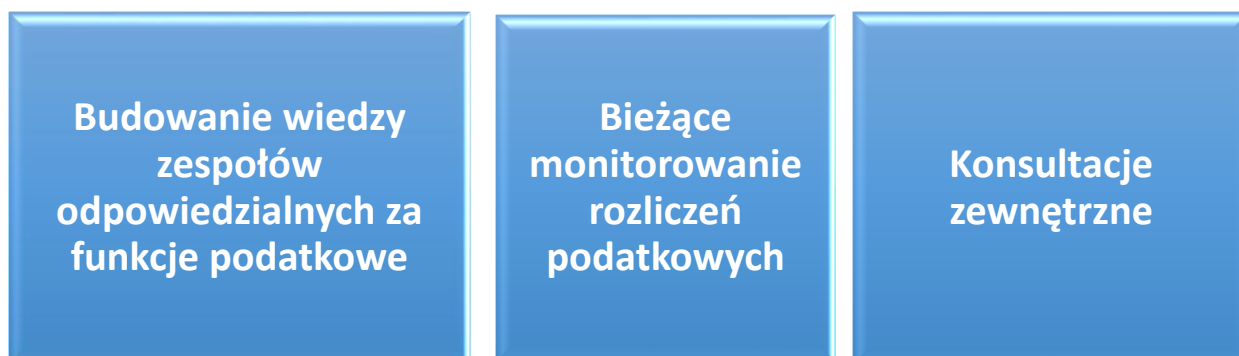 Budowanie wiedzy
zespołów
odpowiedzialnych za
funkcje podatkowe
Bieżące
monitorowanie
rozliczeń
podatkowych
Konsultacje
zewnętrzne